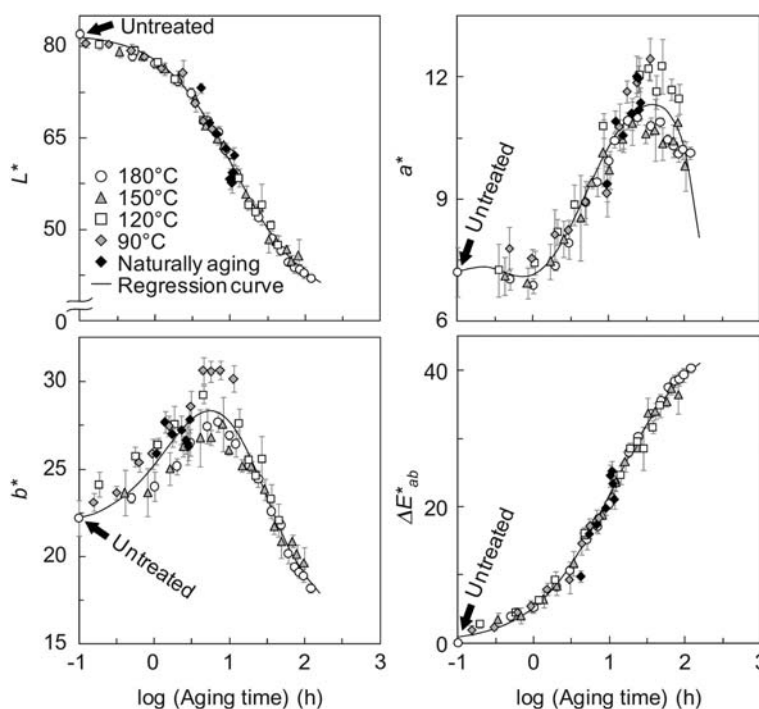 Untreated
80
65
50
0
L*
180°C
150°C
120°C
90°C
Naturally aging
Regression curve
12
9
6
a*
Untreated
30
25
20
15
b*
Untreated
-1 0 1 2 3
log (Aging time) (h)
40
20
0
ΔE*ab
Untreated
-1 0 1 2 3
log (Aging time) (h)